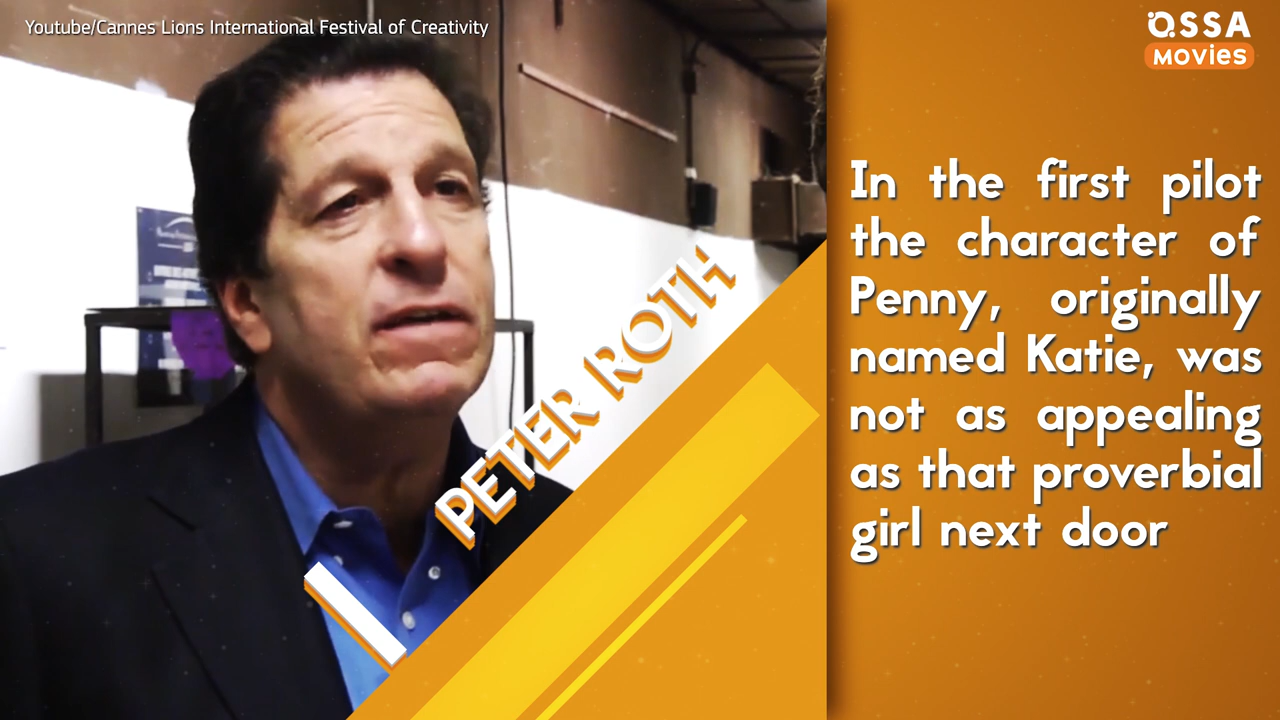 Youtube/Cannes Lions International Festival of Creativity
OSSA
MOVIES
PETER ROTH
In the first pilot
the character of
Penny, originally
named Katie, was
not as appealing
as that proverbial
girl next door